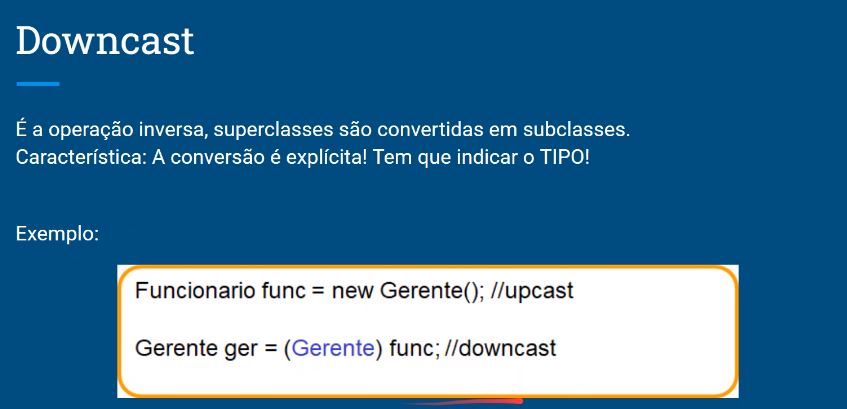 Downcast
É a operação inversa, superclasses são convertidas em subclasses.
Característica: A conversão é explícita! Tem que indicar o TIPO!
Exemplo:
Funcionario func = new Gerente(); //upcast
Gerente ger = (Gerente) func; //downcast